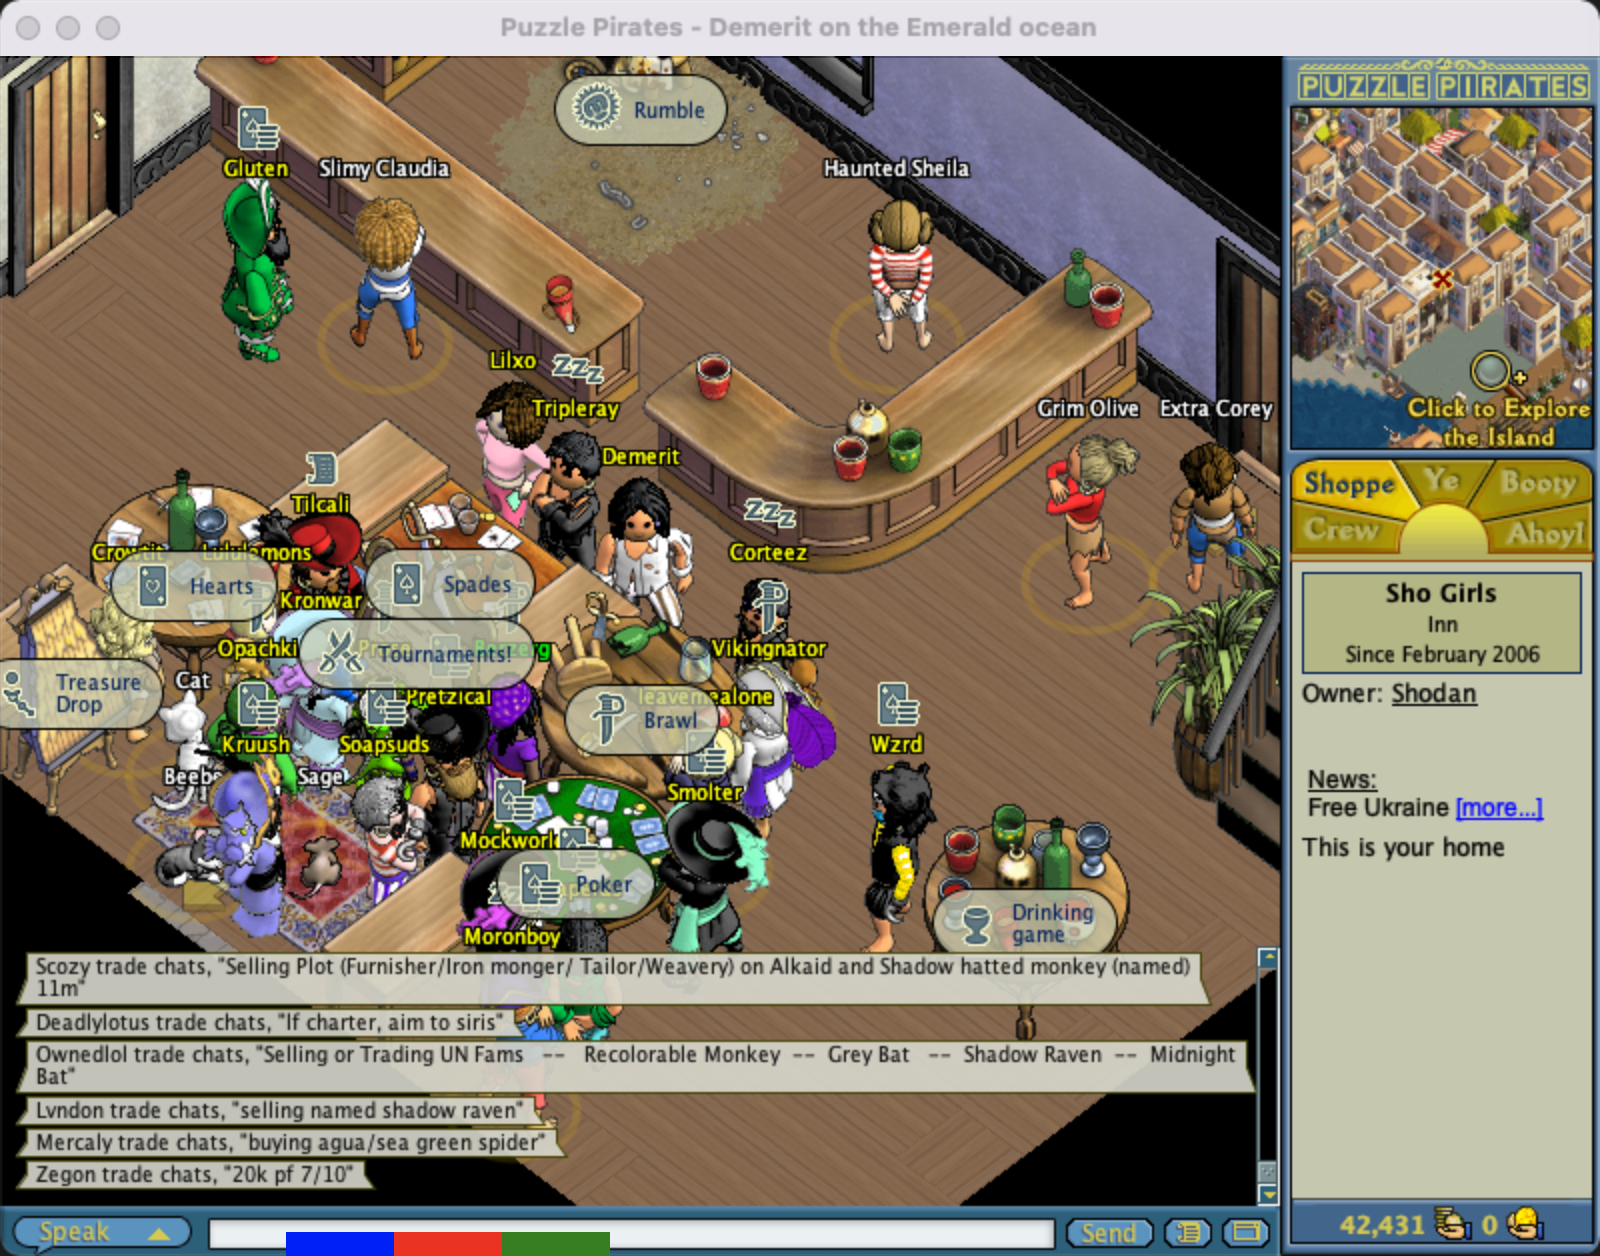 Puzzle Pirates - Demerit on the Emerald ocean
PUZZLE PIRATES
Rumble
Gluten
Slimy Claudia
Haunted Sheila
Lilxo
Tripleray
Demerit
Grim Olive
Extra Corey
Click to Explore
the Island
Shoppe
Ye
Booty
Crew
Ahoy!
Tilcali
Corteez
Hearts
Spades
Kronwar
Opachki
Tournaments!
Vikingnator
Treasure
Drop
Cat
Pretzical
leavemealone
Brawl
Kruush
Soapsuds
Wzrd
Sage
Smolter
Poker
Moronboy
Drinking
game
Sho Girls
Inn
Since February 2006
Owner: Shodan
News:
Free Ukraine [more...]
This is your home
Scozy trade chats, "Selling Plot (Furnisher/Iron monger/ Tailor/Weavery) on Alkaid and Shadow hatted monkey (named)
11m"
Deadlylotus trade chats, "If charter, aim to siris"
Ownedlol trade chats, "Selling or Trading UN Fams -- Recolorable Monkey -- Grey Bat -- Shadow Raven -- Midnight
Bat"
Lvndon trade chats, "selling named shadow raven"
Mercaly trade chats, "buying agua/sea green spider"
Zegon trade chats, "20k pf 7/10"
Speak
Send
42,431
0